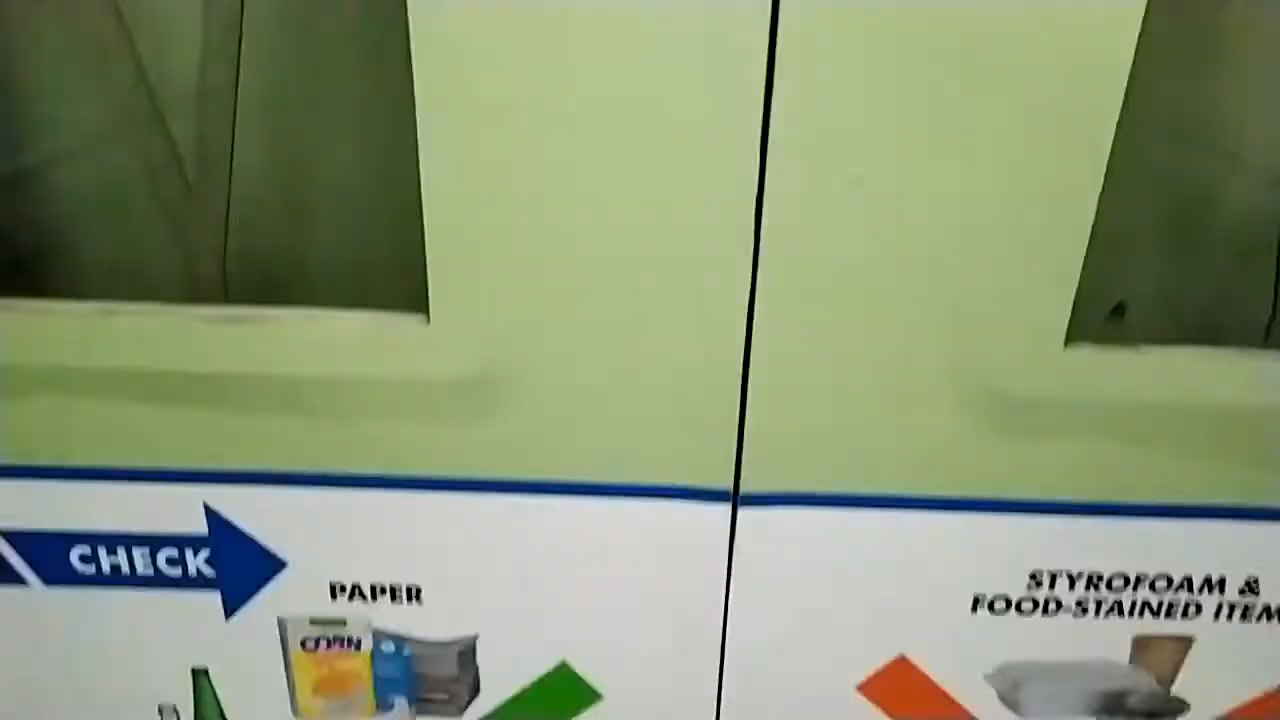 CHECK
PAPER
CORN
STYROFOAM &
FOOD-STAINED ITEM